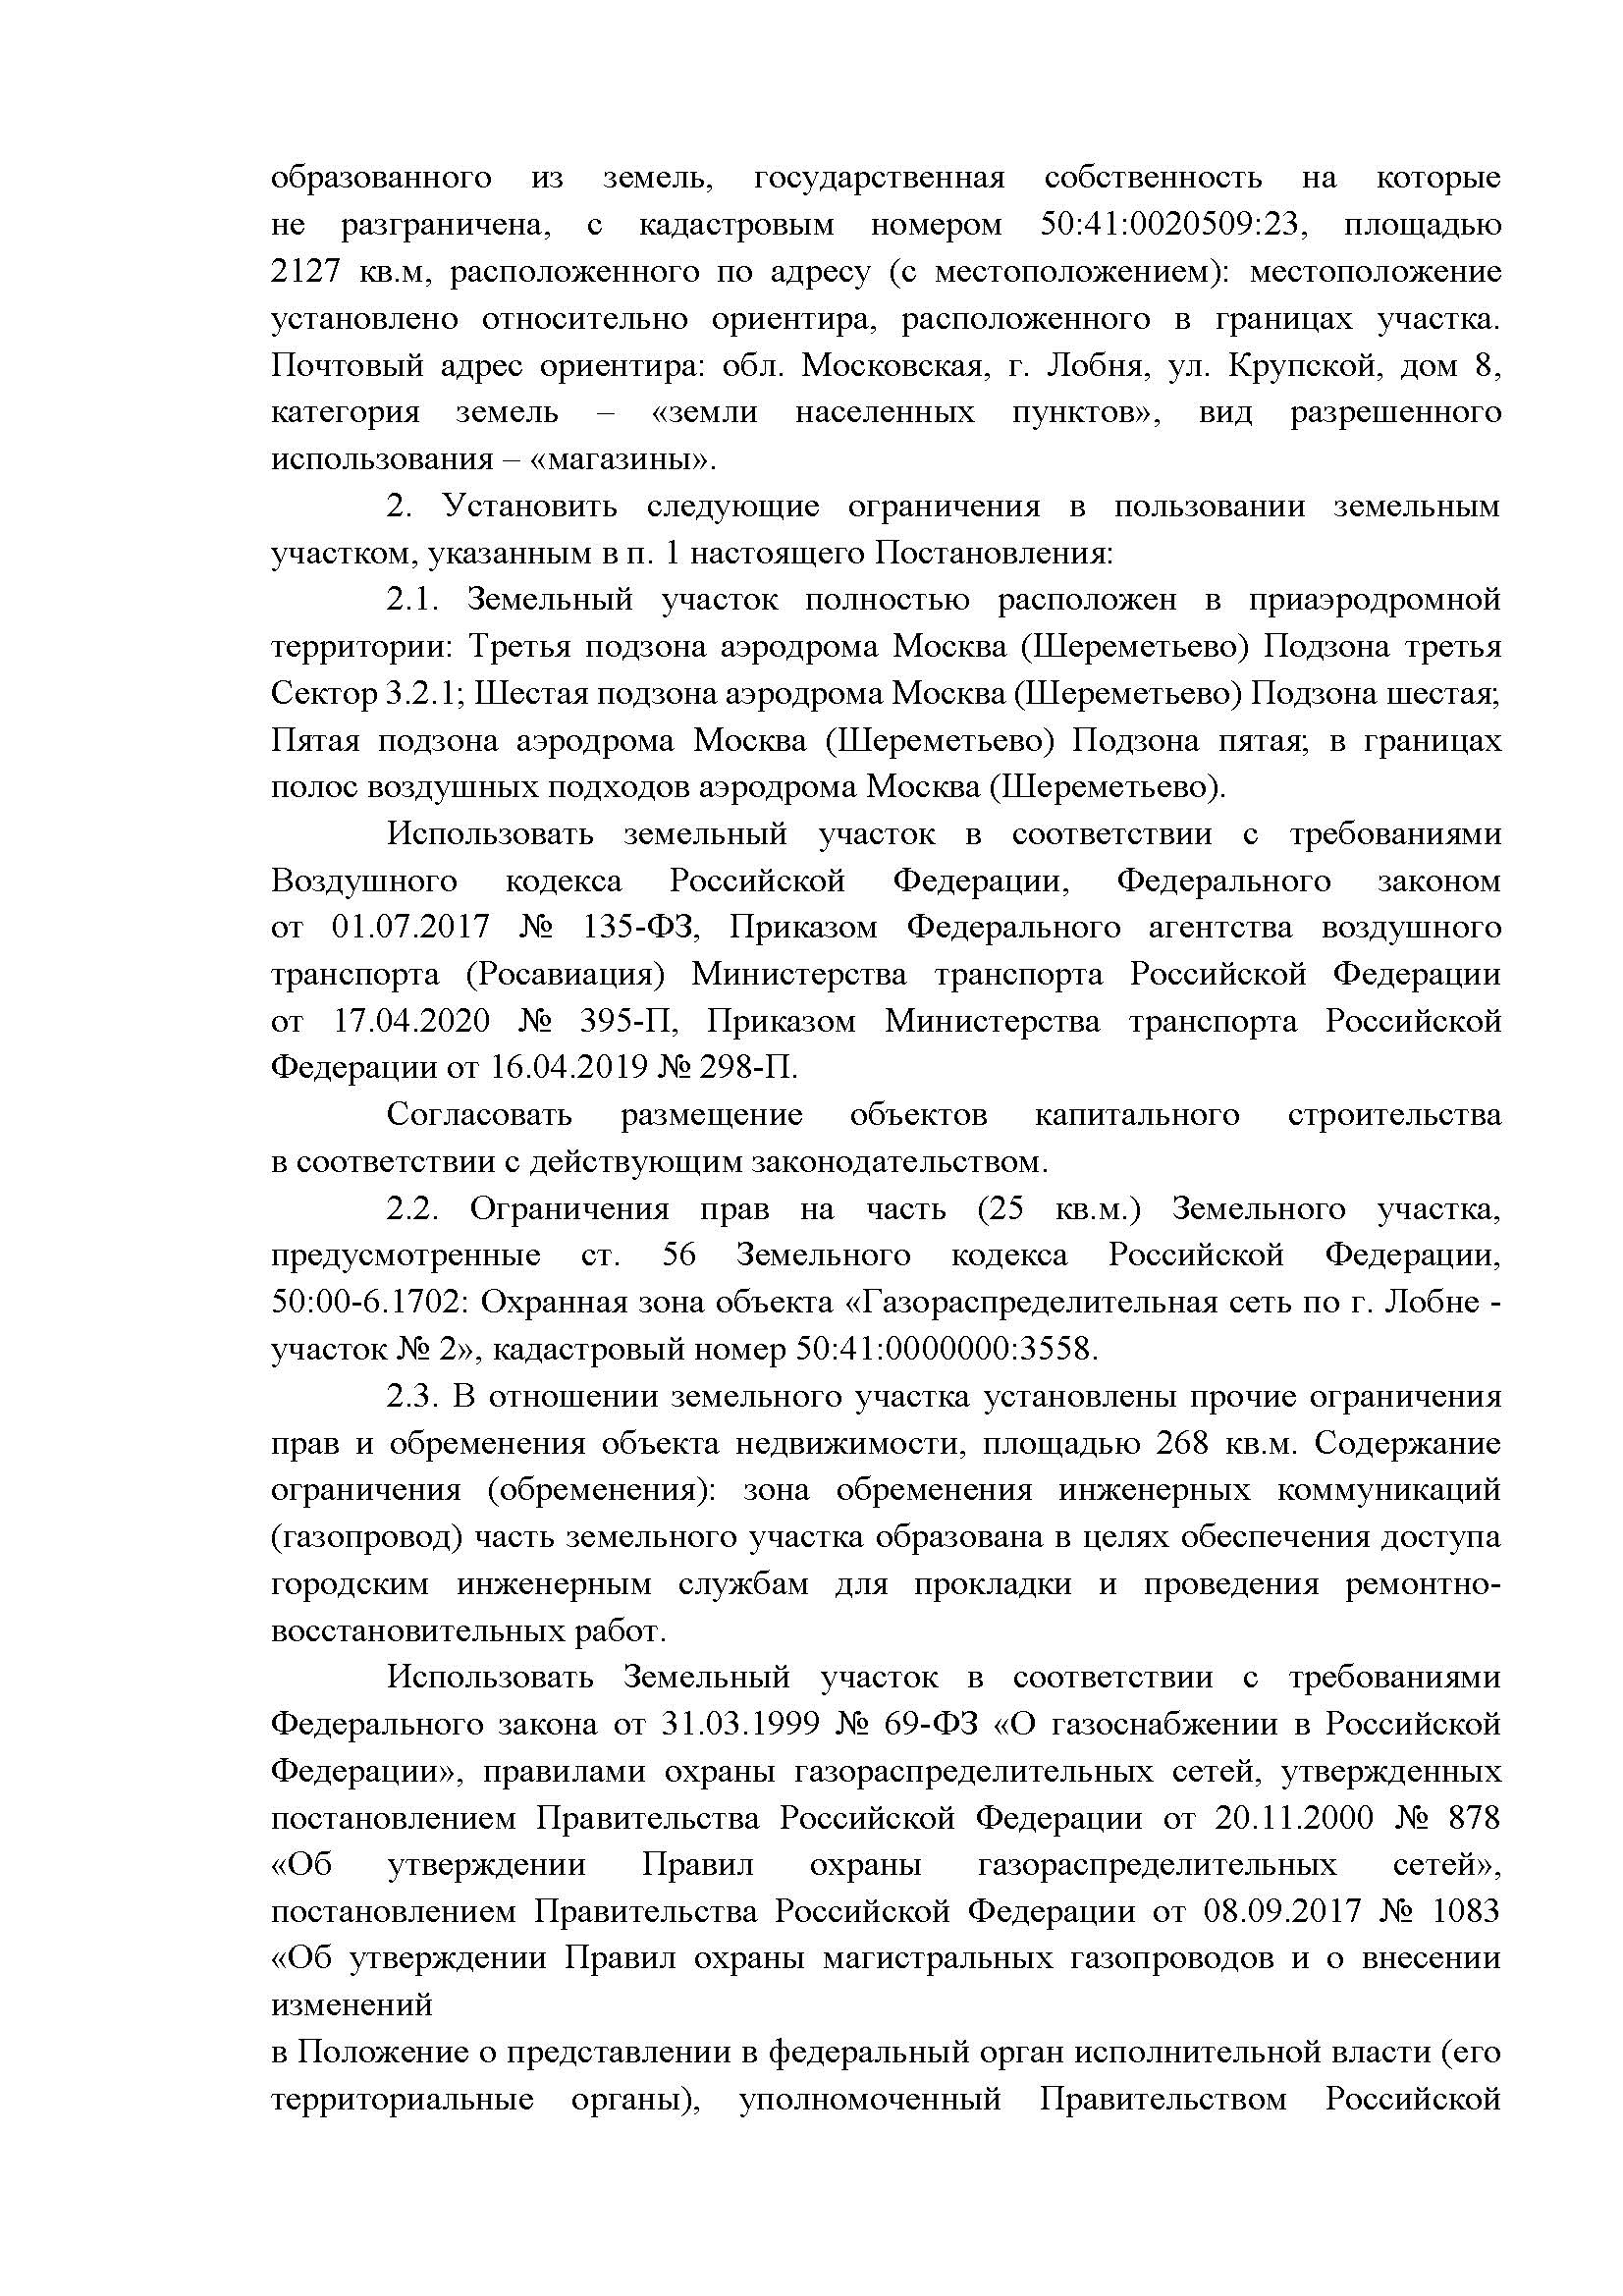 образованного из земель, государственная собственность на которые
не разграничена, с кадастровым номером 50:41:0020509:23, площадью
2127 кв.м, расположенного по адресу (с местоположением): местоположение
установлено относительно ориентира, расположенного в границах участка.
Почтовый адрес ориентира: обл. Московская, г. Лобня, ул. Крупской, дом 8,
категория земель – «земли населенных пунктов», вид разрешенного
использования – «магазины».
2. Установить следующие ограничения в пользовании земельным
участком, указанным в п. 1 настоящего Постановления:
2.1. Земельный участок полностью расположен в приаэродромной
территории: Третья подзона аэродрома Москва (Шереметьево) Подзона третья
Сектор 3.2.1; Шестая подзона аэродрома Москва (Шереметьево) Подзона шестая;
Пятая подзона аэродрома Москва (Шереметьево) Подзона пятая; в границах
полос воздушных подходов аэродрома Москва (Шереметьево).
Использовать земельный участок в соответствии с требованиями
Воздушного кодекса Российской Федерации, Федерального законом
от 01.07.2017 № 135-ФЗ, Приказом Федерального агентства воздушного
транспорта (Росавиация) Министерства транспорта Российской Федерации
от 17.04.2020 № 395-П, Приказом Министерства транспорта Российской
Федерации от 16.04.2019 № 298-П.
Согласовать размещение объектов капитального строительства
в соответствии с действующим законодательством.
2.2. Ограничения прав на часть (25 кв.м.) Земельного участка,
предусмотренные ст. 56 Земельного кодекса Российской Федерации,
50:00-6.1702: Охранная зона объекта «Газораспределительная сеть по г. Лобне -
участок № 2», кадастровый номер 50:41:0000000:3558.
2.3. В отношении земельного участка установлены прочие ограничения
прав и обременения объекта недвижимости, площадью 268 кв.м. Содержание
ограничения (обременения): зона обременения инженерных коммуникаций
(газопровод) часть земельного участка образована в целях обеспечения доступа
городским инженерным службам для прокладки и проведения ремонтно-
восстановительных работ.
Использовать Земельный участок в соответствии с требованиями
Федерального закона от 31.03.1999 № 69-ФЗ «О газоснабжении в Российской
Федерации», правилами охраны газораспределительных сетей, утвержденных
постановлением Правительства Российской Федерации от 20.11.2000 № 878
«Об утверждении Правил охраны газораспределительных сетей»,
постановлением Правительства Российской Федерации от 08.09.2017 № 1083
«Об утверждении Правил охраны магистральных газопроводов и о внесении
изменений
в Положение о представлении в федеральный орган исполнительной власти (его
территориальные органы), уполномоченный Правительством Российской